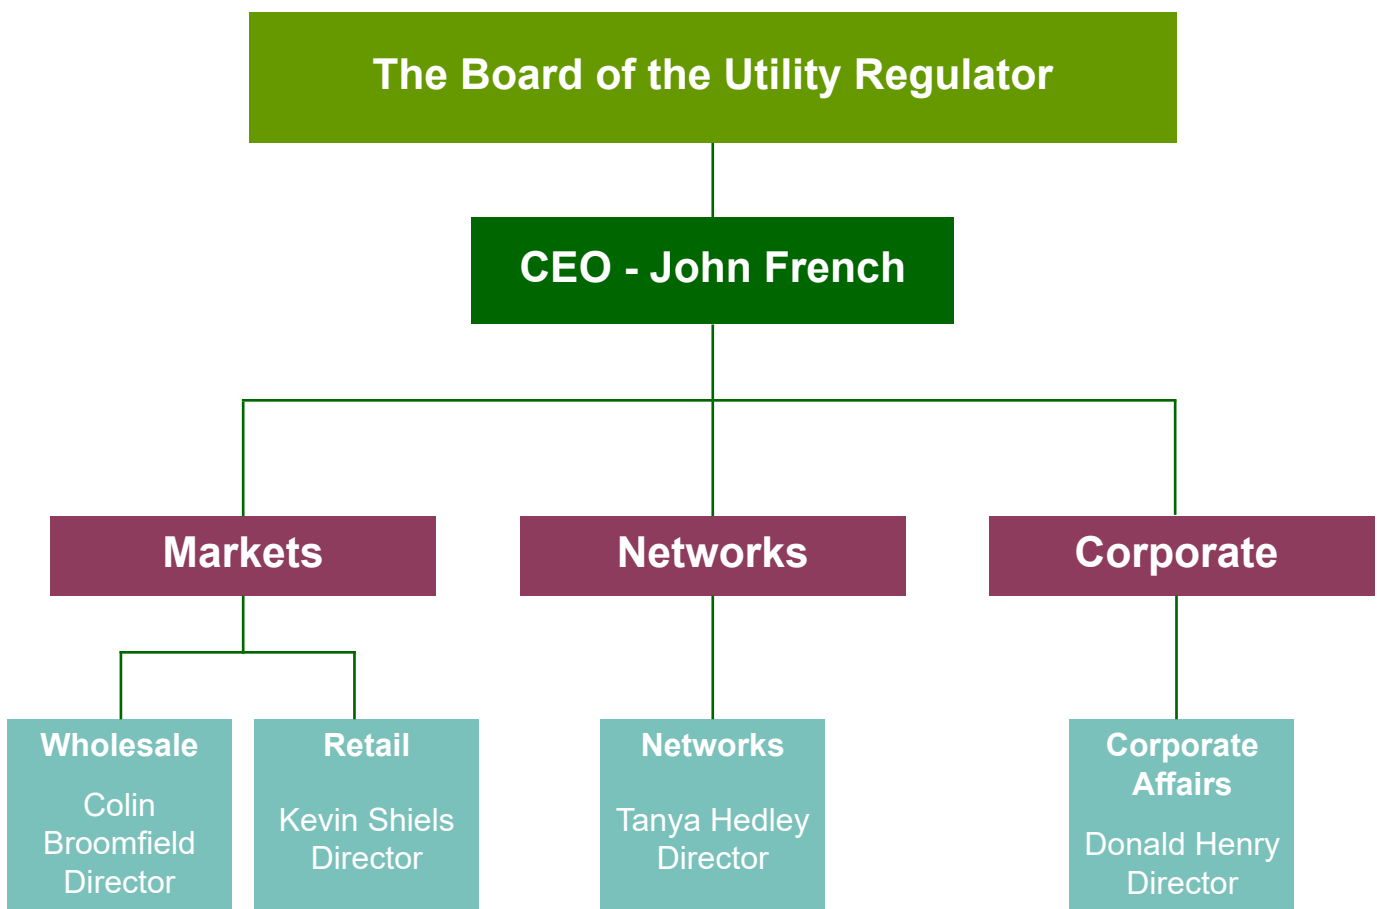 The Board of the Utility Regulator
CEO - John French
Markets
Networks
Corporate
Wholesale
Colin
Broomfield
Director
Retail
Kevin Shiels
Director
Networks
Tanya Hedley
Director
Corporate
Affairs
Donald Henry
Director